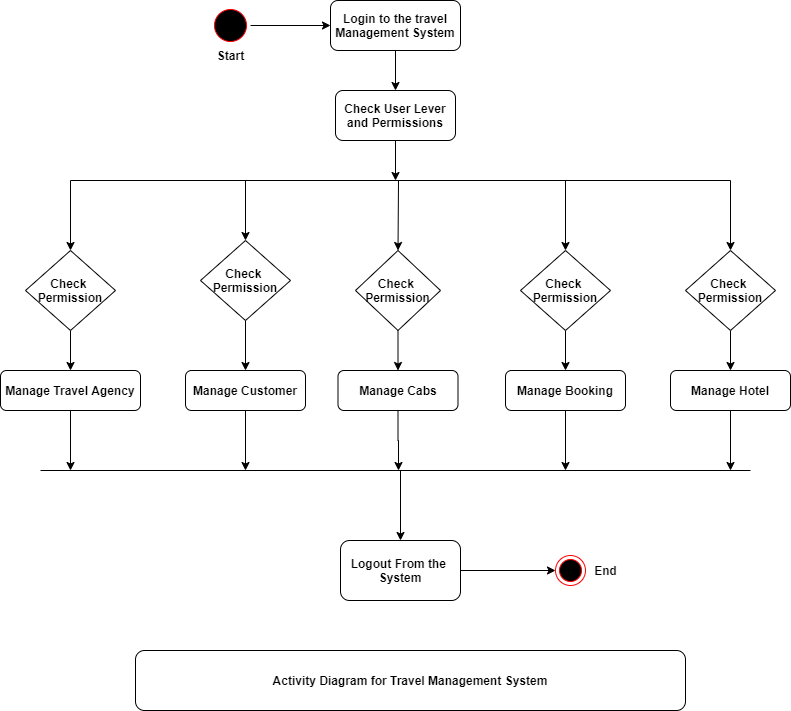 Login to the travel
Management System
Start
Check User Lever
and Permissions
Check
Permission
Check
Permission
Check
Permission
Check
Permission
Check
Permission
Manage Travel Agency
Manage Customer
Manage Cabs
Manage Booking
Manage Hotel
Logout From the
System
End
Activity Diagram for Travel Management System